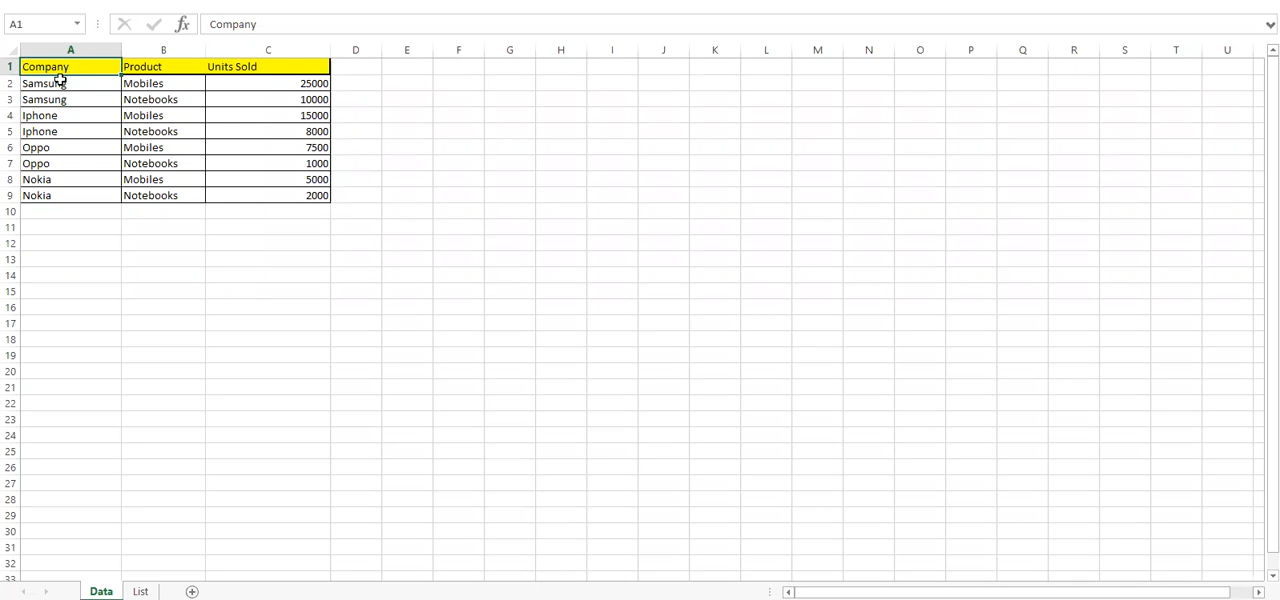 A1 fx Company
A B C D E F G H I J K L M N O P Q R S T U
1 Company Product Units Sold
2 Samsung Mobiles 25000
3 Samsung Notebooks 10000
4 Iphone Mobiles 15000
5 Iphone Notebooks 8000
6 Oppo Mobiles 7500
7 Oppo Notebooks 1000
8 Nokia Mobiles 5000
9 Nokia Notebooks 2000
10
11
12
13
14
15
16
17
18
19
20
21
22
23
24
25
26
27
28
29
30
31
32
33
Data List